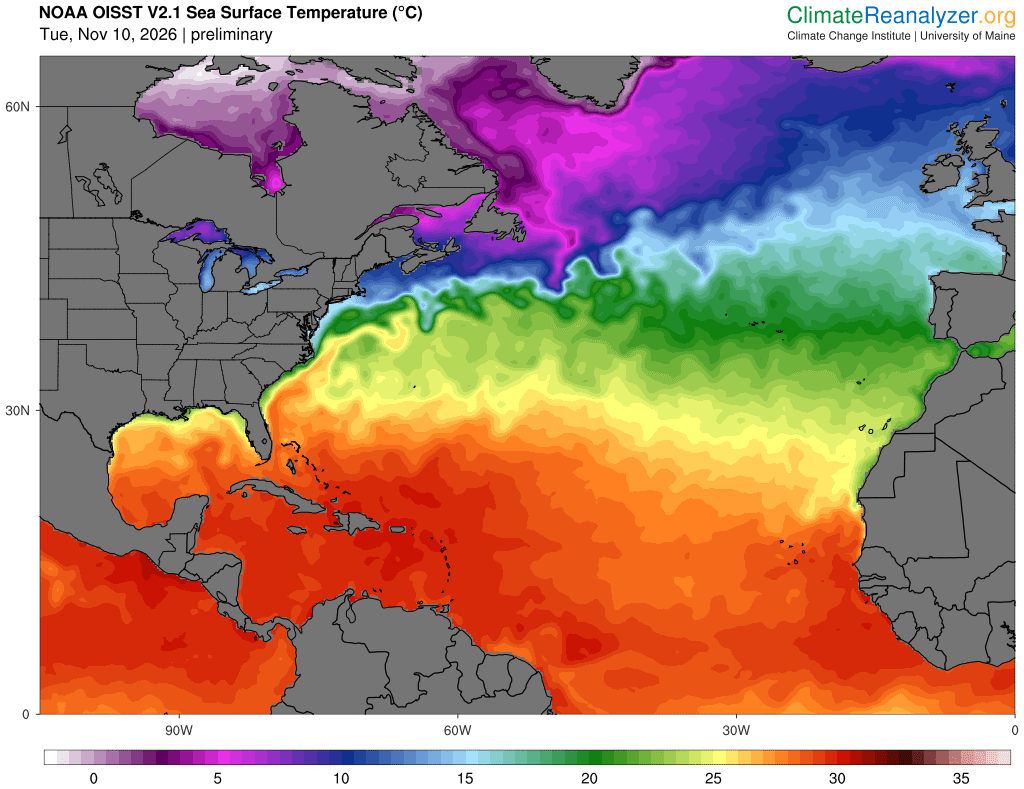 NOAA OISST V2.1 Sea Surface Temperature (°C)
Tue, Nov 10, 2026 | preliminary
ClimateReanalyzer.org
Climate Change Institute | University of Maine
60N
30N
0
90W 60W 30W 0
0 5 10 15 20 25 30 35